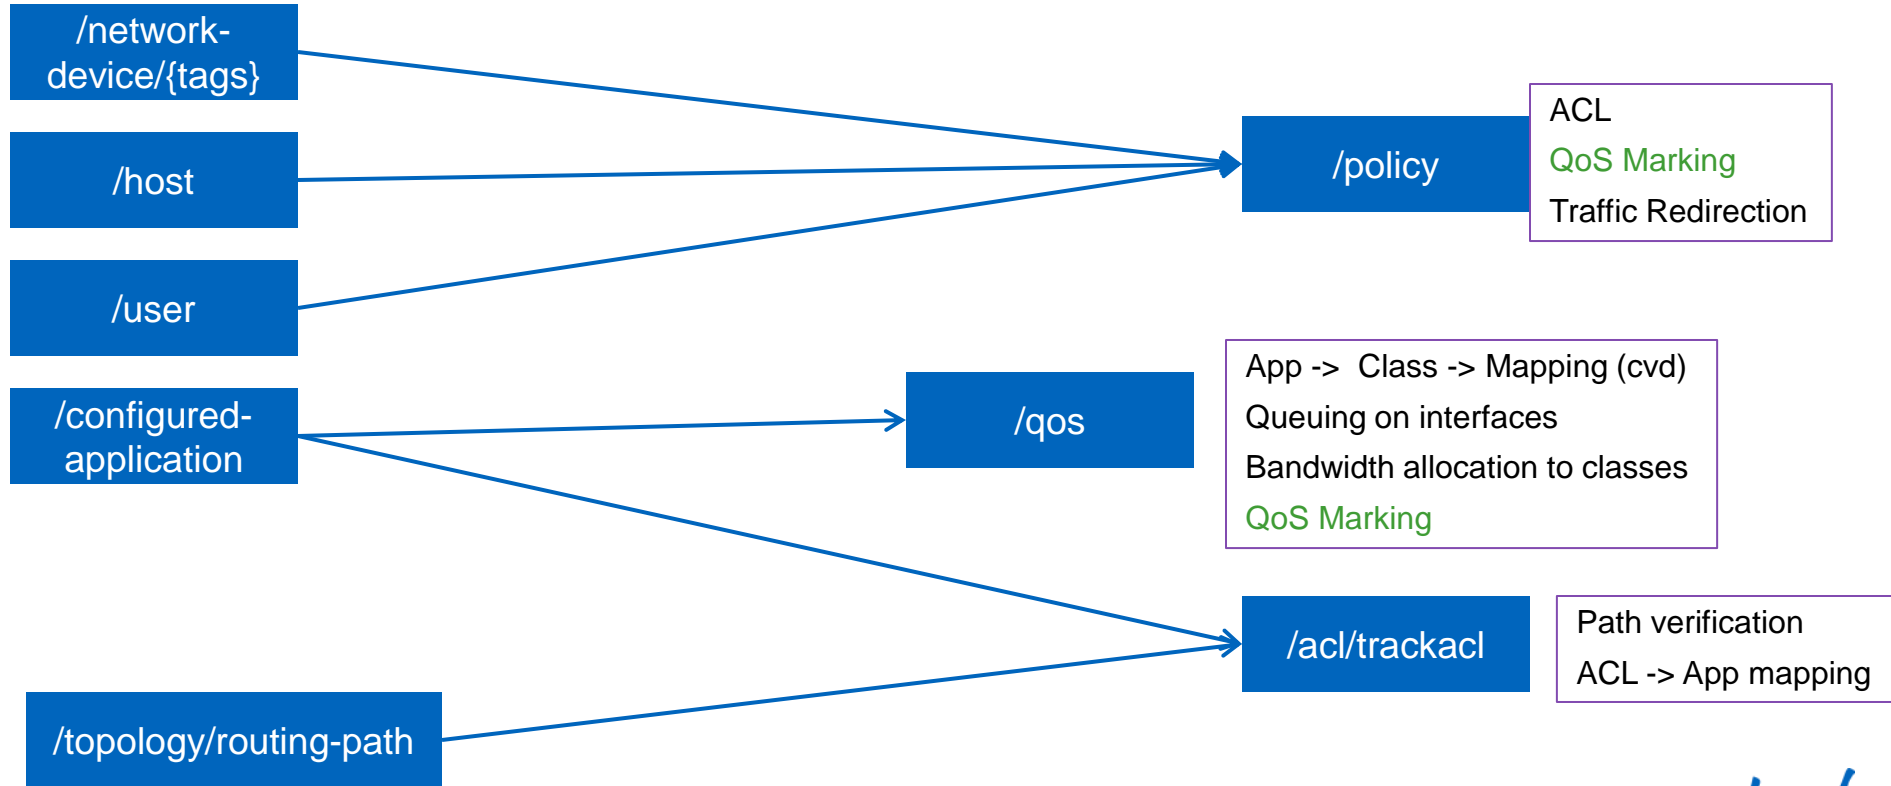 /network-
device/{tags}
/host
/user
/configured-
application
/topology/routing-path
/policy
ACL
QoS Marking
Traffic Redirection
/qos
App -> Class -> Mapping (cvd)
Queuing on interfaces
Bandwidth allocation to classes
QoS Marking
/acl/trackacl
Path verification
ACL -> App mapping